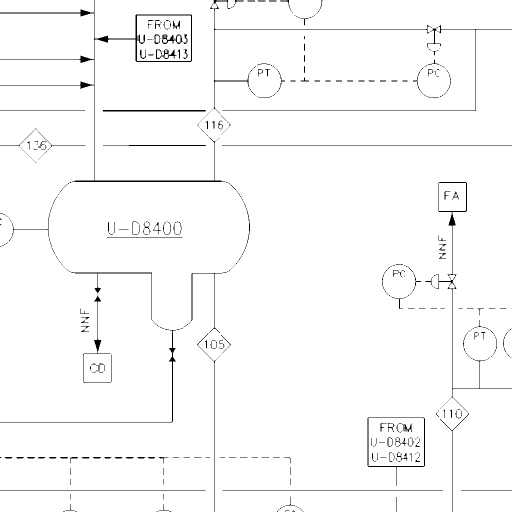 FROM
U-D8403
U-D8413
PT
PC
116
136
FA
U-D8400
NNF
PC
NNF
PT
105
CD
110
FROM
U-D8402
U-D8412